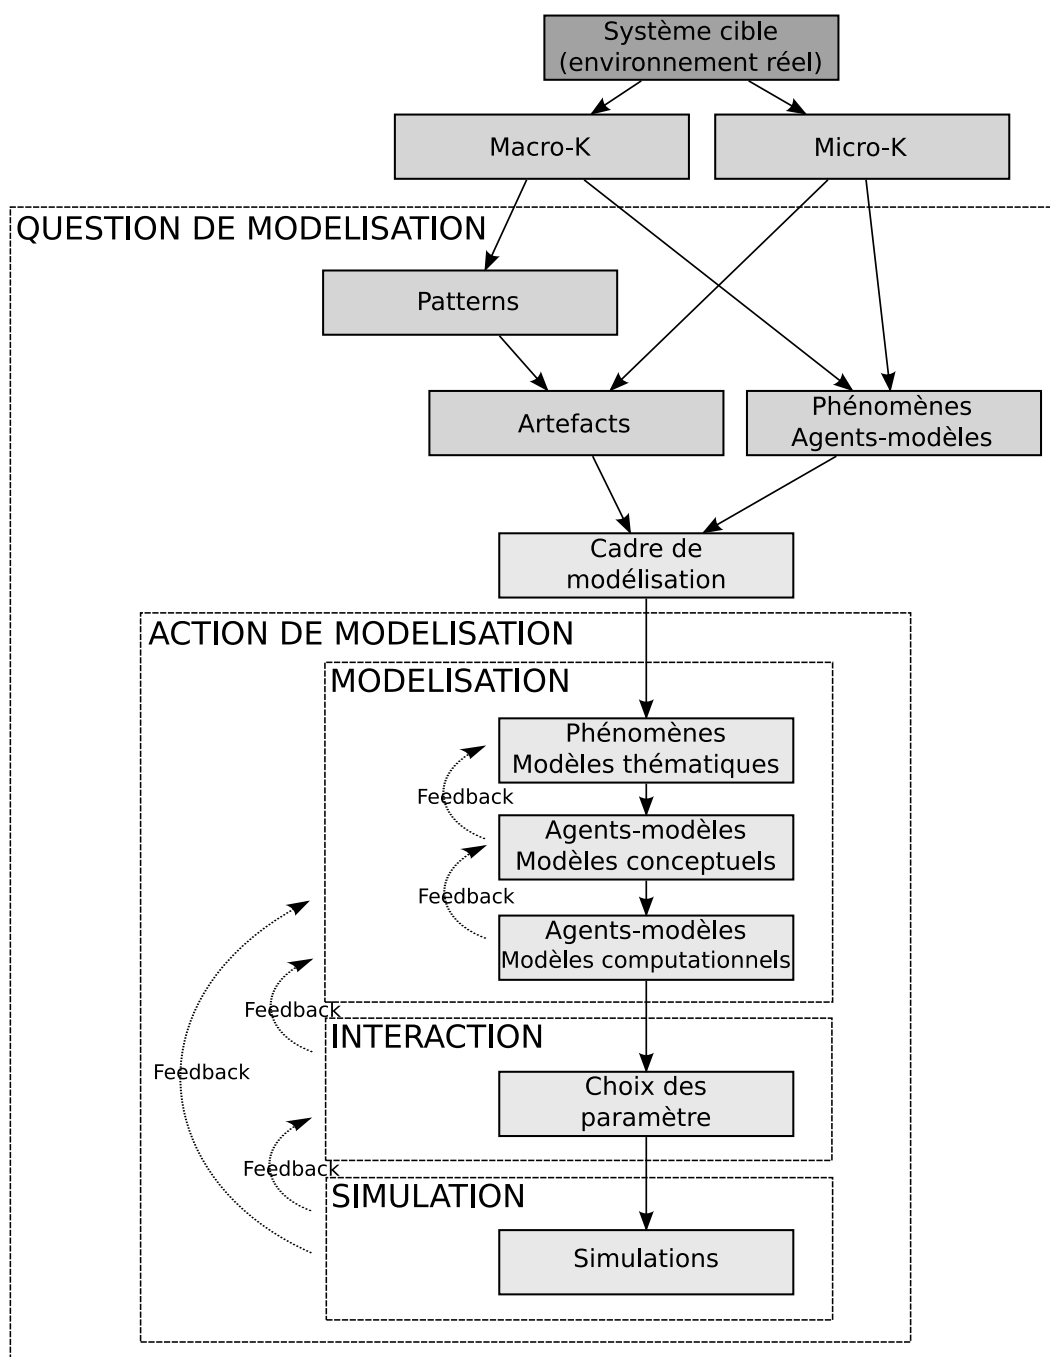 Système cible
(environnement réel)
Macro-K
Micro-K
QUESTION DE MODELISATION
Patterns
Artefacts
Phénomènes
Agents-modèles
Cadre de
modélisation
ACTION DE MODELISATION
MODELISATION
Phénomènes
Modèles thématiques
Feedback
Agents-modèles
Modèles conceptuels
Feedback
Agents-modèles
Modèles computationnels
Feedback
INTERACTION
Feedback
Choix des
paramètre
Feedback
SIMULATION
Simulations